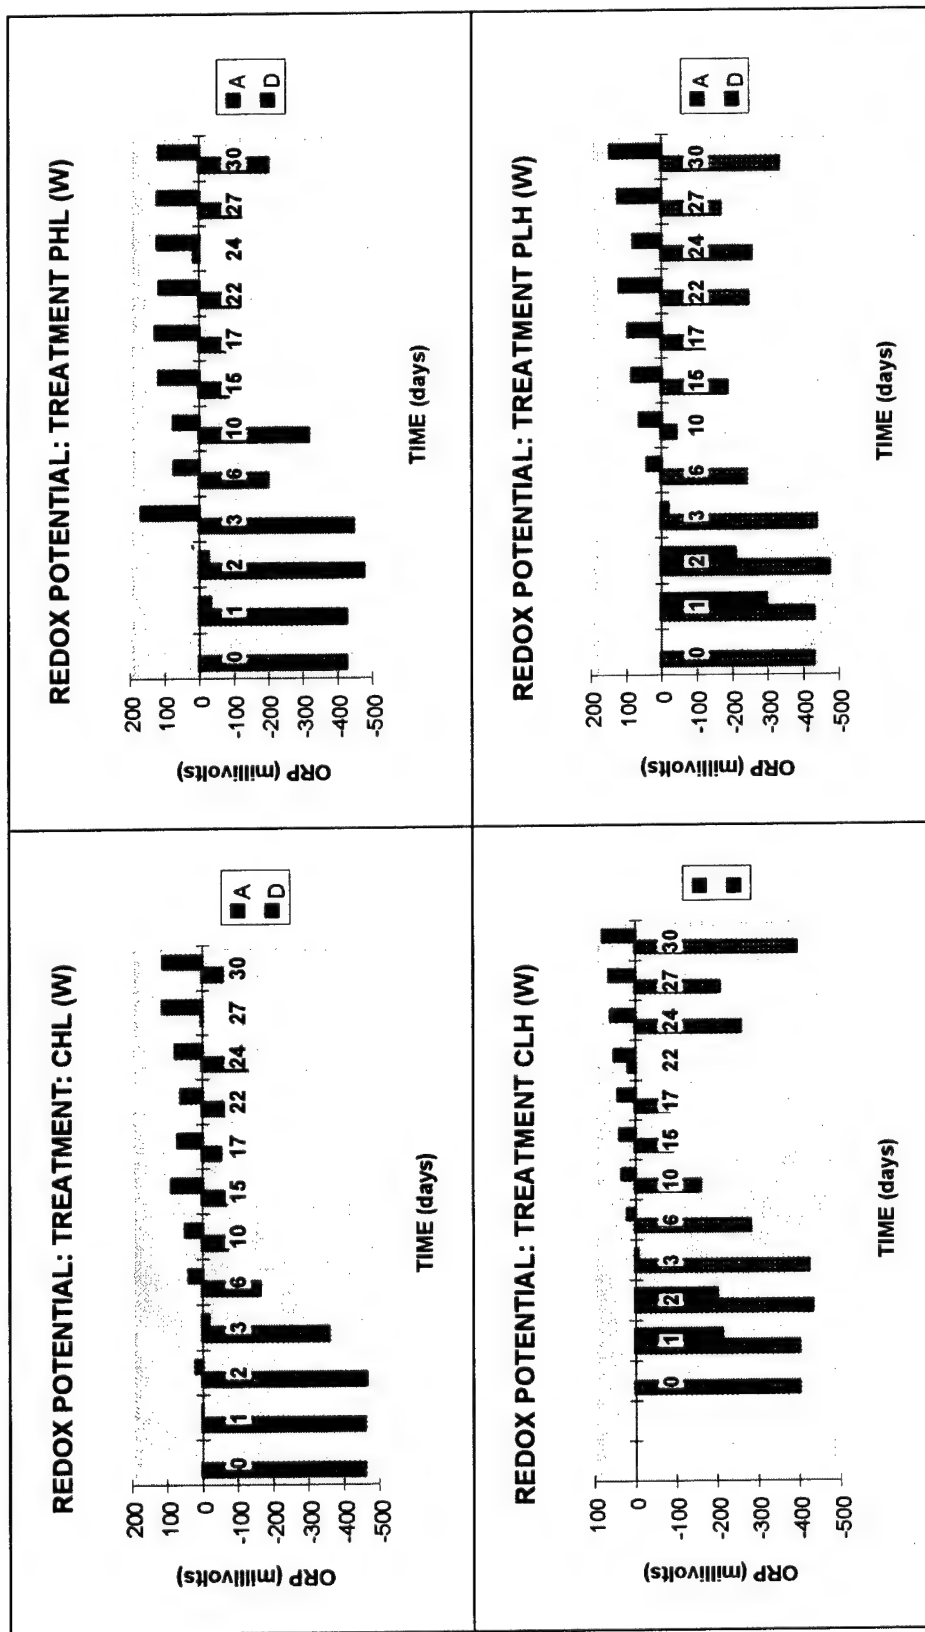 REDOX POTENTIAL: TREATMENT: CHL (W)
ORP (millivolts)
200
100
0
-100
-200
-300
-400
-500
0 1 2 3 6 10 15 17 22 24 27 30
TIME (days)
A
D
REDOX POTENTIAL: TREATMENT PHL (W)
ORP (millivolts)
200
100
0
-100
-200
-300
-400
-500
0 1 2 3 6 10 15 17 22 24 27 30
TIME (days)
A
D
REDOX POTENTIAL: TREATMENT CLH (W)
ORP (millivolts)
100
0
-100
-200
-300
-400
-500
0 1 2 3 6 10 15 17 22 24 27 30
TIME (days)
REDOX POTENTIAL: TREATMENT PLH (W)
ORP (millivolts)
200
100
0
-100
-200
-300
-400
-500
0 1 2 3 6 10 15 17 22 24 27 30
TIME (days)
A
D